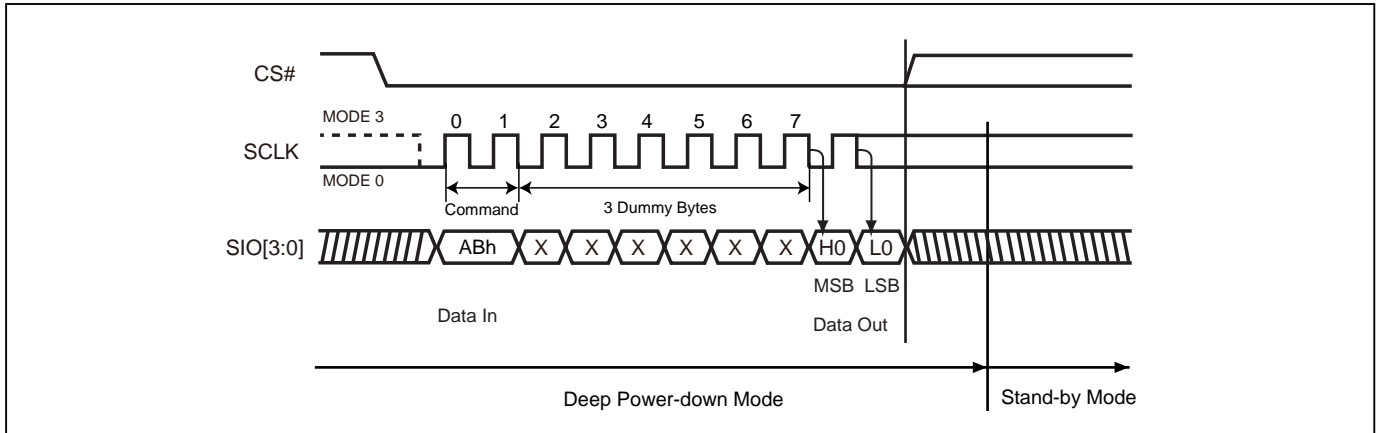 CS#
MODE 3
0 1 2 3 4 5 6 7
SCLK
MODE 0
Command
3 Dummy Bytes
SIO[3:0]
ABh X X X X X X H0 L0
MSB LSB
Data In
Data Out
Deep Power-down Mode
Stand-by Mode